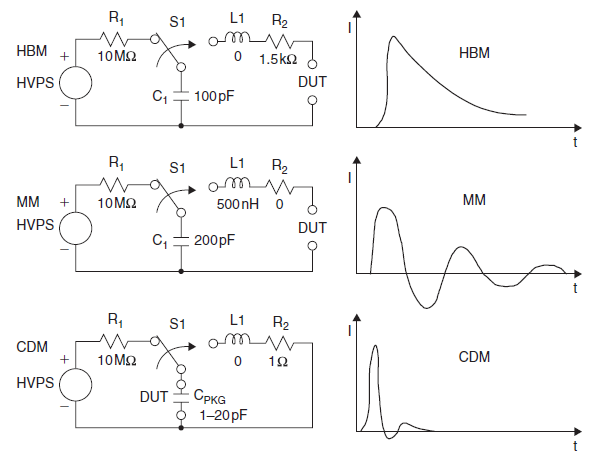 R1 S1 L1 R2
HBM + 10MΩ 0 1.5kΩ
HVPS DUT
− C1 100pF
I HBM
t
R1 S1 L1 R2
MM + 10MΩ 500nH 0
HVPS DUT
− C1 200pF
I MM
t
R1 S1 L1 R2
CDM + 10MΩ 0 1Ω
HVPS
− DUT CPKG
1–20pF
I CDM
t